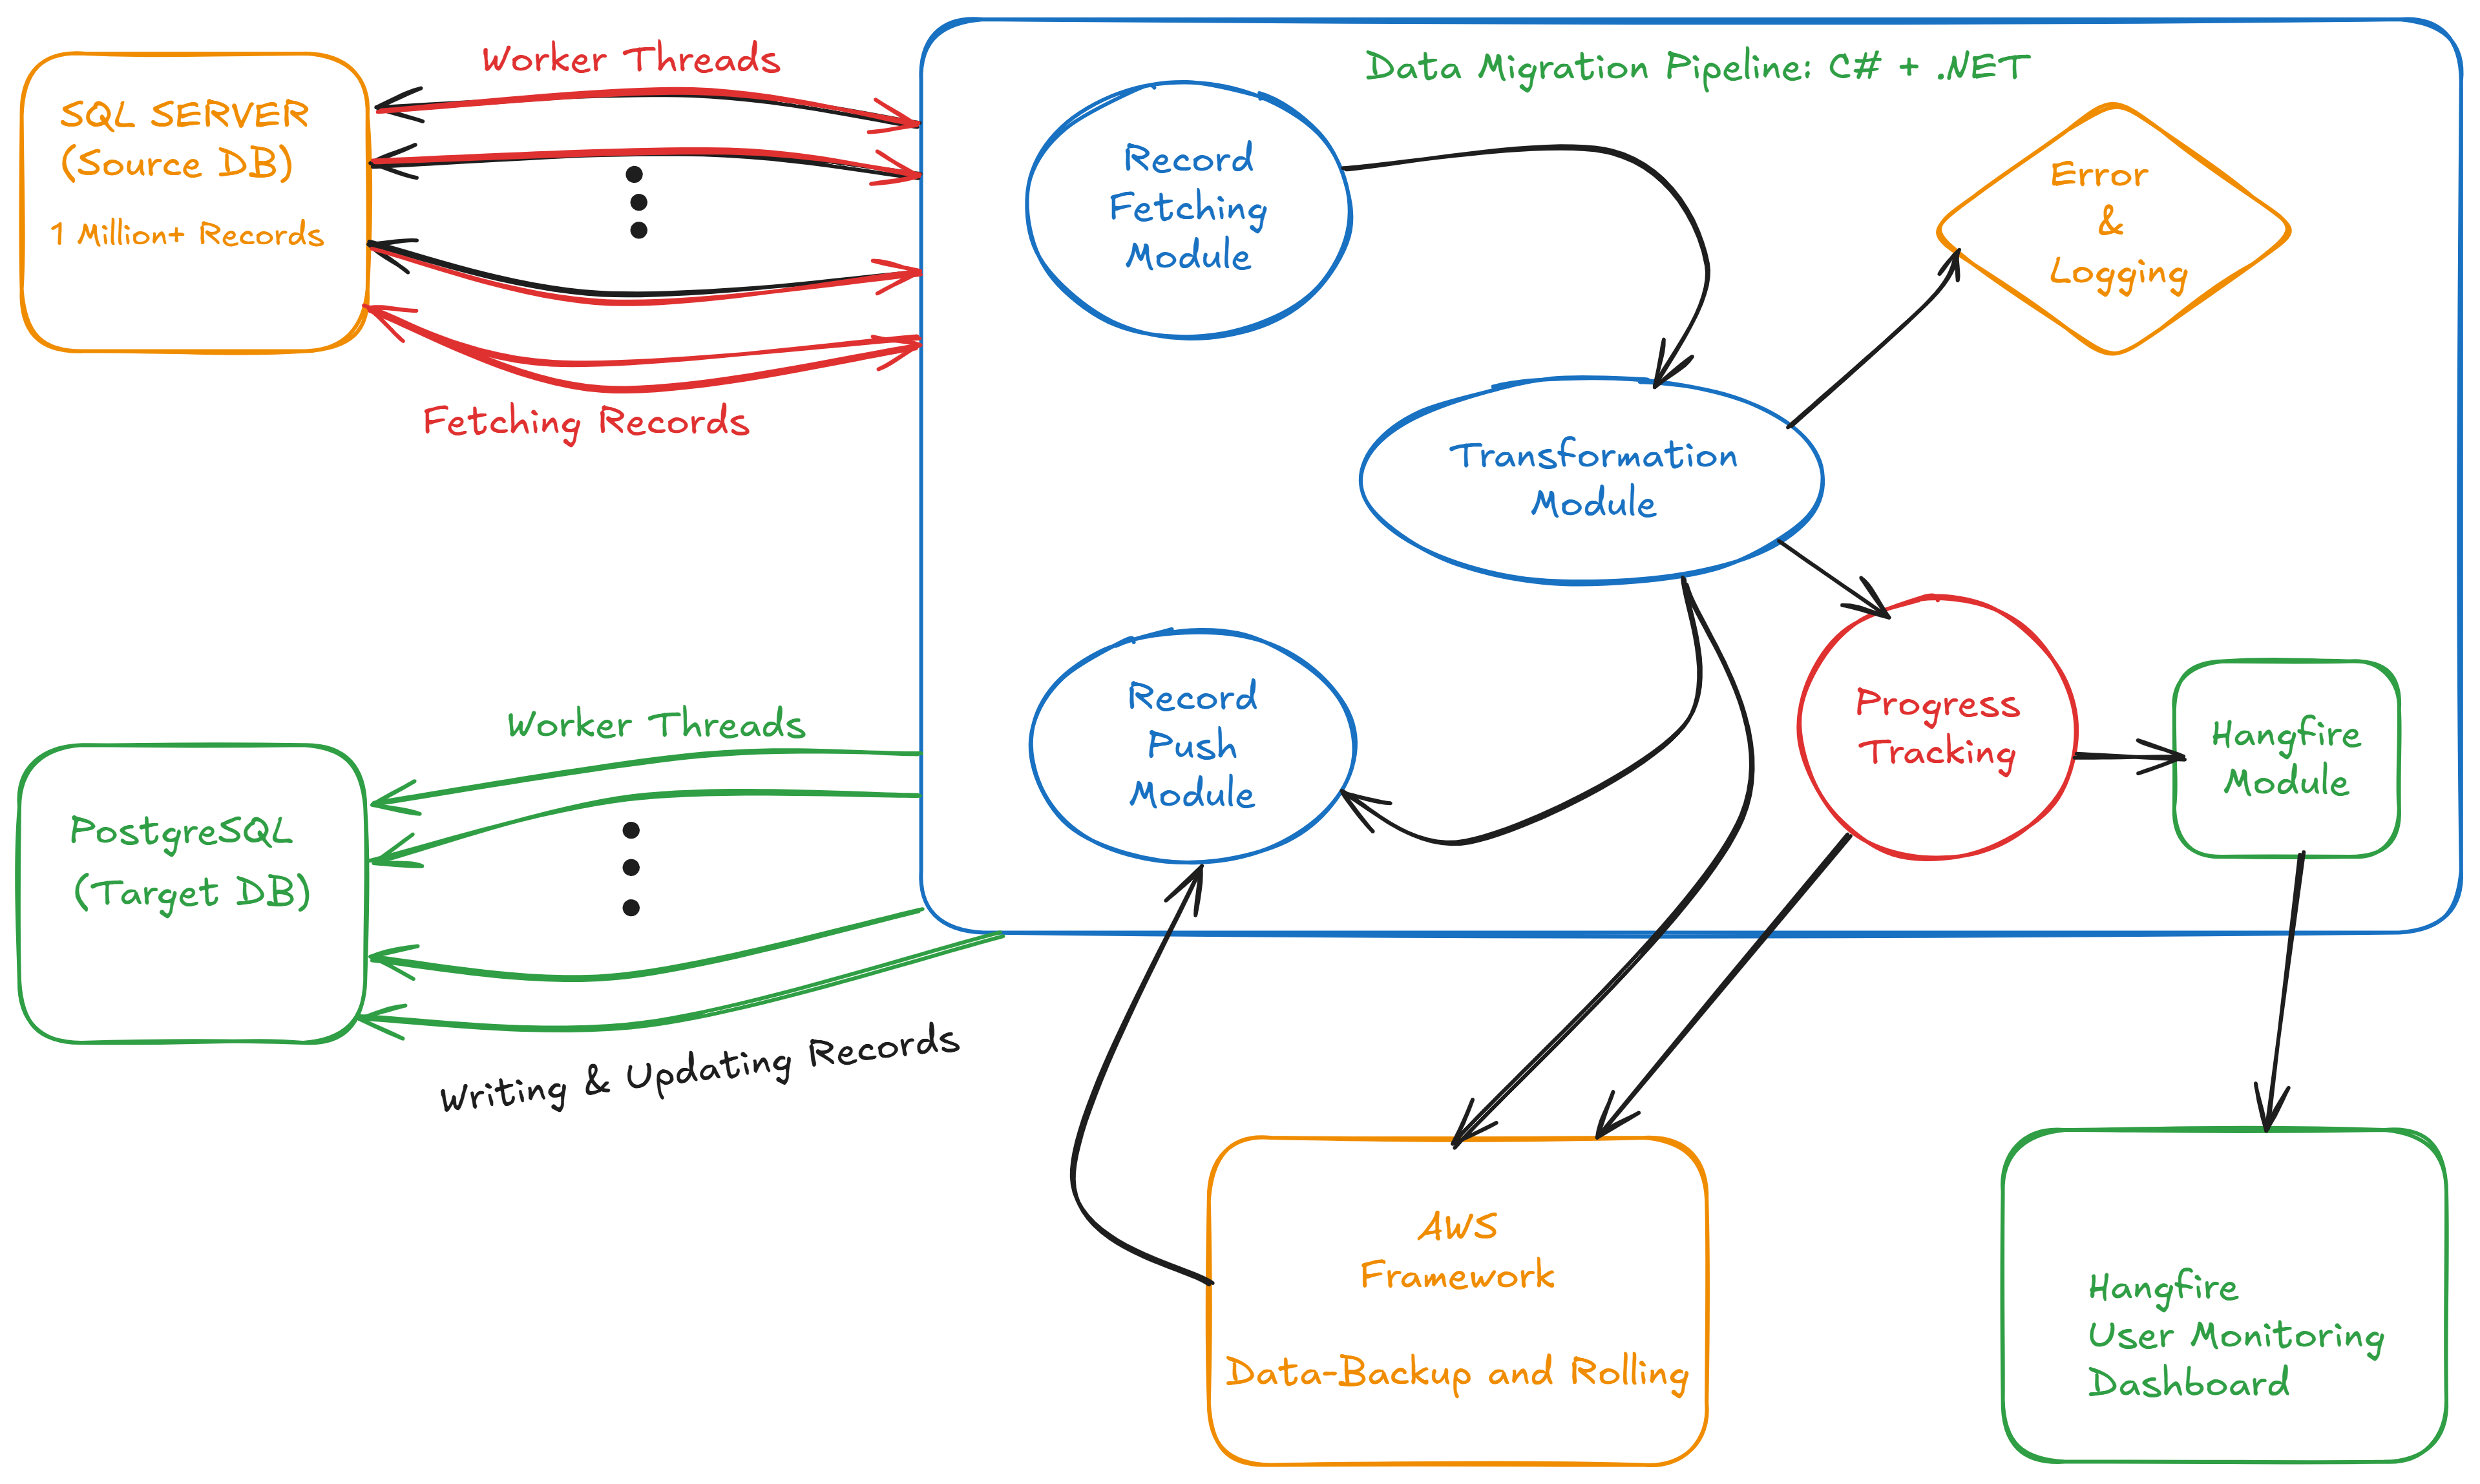 Worker Threads
SQL SERVER
(Source DB)
1 Million+ Records
Fetching Records
Data Migration Pipeline: C# + .NET
Record
Fetching
Module
Error
&
Logging
Transformation
Module
Record
Push
Module
Progress
Tracking
Hangfire
Module
Worker Threads
PostgreSQL
(Target DB)
Writing & Updating Records
AWS
Framework
Data-Backup and Rolling
Hangfire
User Monitoring
Dashboard